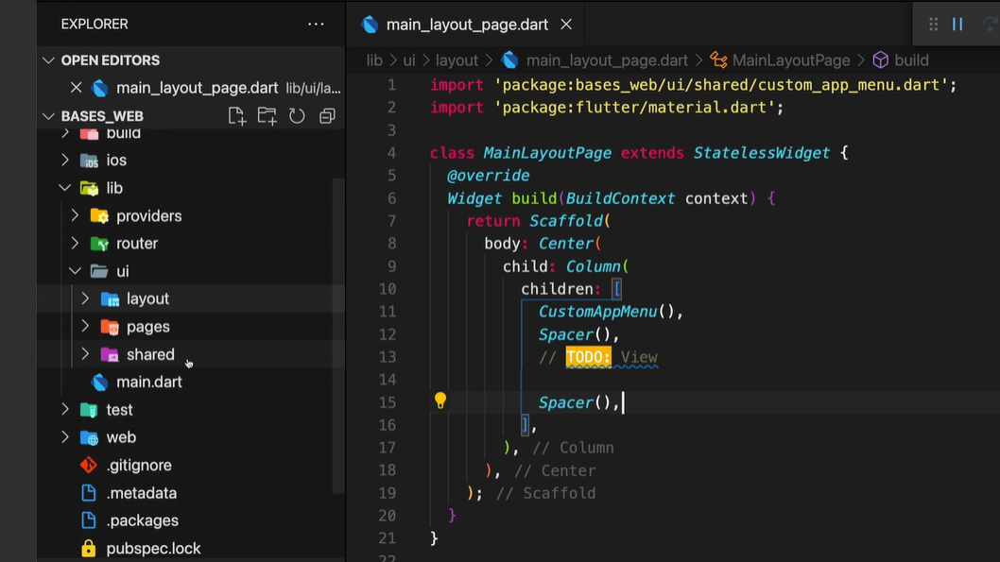 EXPLORER
OPEN EDITORS
main_layout_page.dart lib/ui/la...
BASES_WEB
build
ios
lib
providers
router
ui
layout
pages
shared
main.dart
test
web
.gitignore
.metadata
.packages
pubspec.lock
main_layout_page.dart
lib > ui > layout > main_layout_page.dart > MainLayoutPage > build
1 import 'package:bases_web/ui/shared/custom_app_menu.dart';
2 import 'package:flutter/material.dart';
3
4 class MainLayoutPage extends StatelessWidget {
5 @override
6 Widget build(BuildContext context) {
7 return Scaffold(
8 body: Center(
9 child: Column(
10 children: [
11 CustomAppMenu(),
12 Spacer(),
13 // TODO: View
14
15 Spacer(),
16 ],
17 ), // Column
18 ), // Center
19 ); // Scaffold
20 }
21 }
22